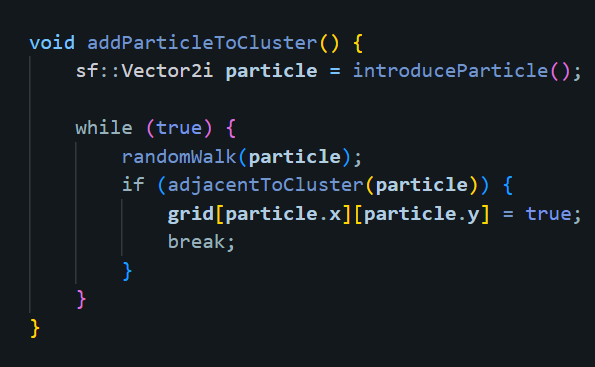 void addParticleToCluster() {
    sf::Vector2i particle = introduceParticle();

    while (true) {
        randomWalk(particle);
        if (adjacentToCluster(particle)) {
            grid[particle.x][particle.y] = true;
            break;
        }
    }
}